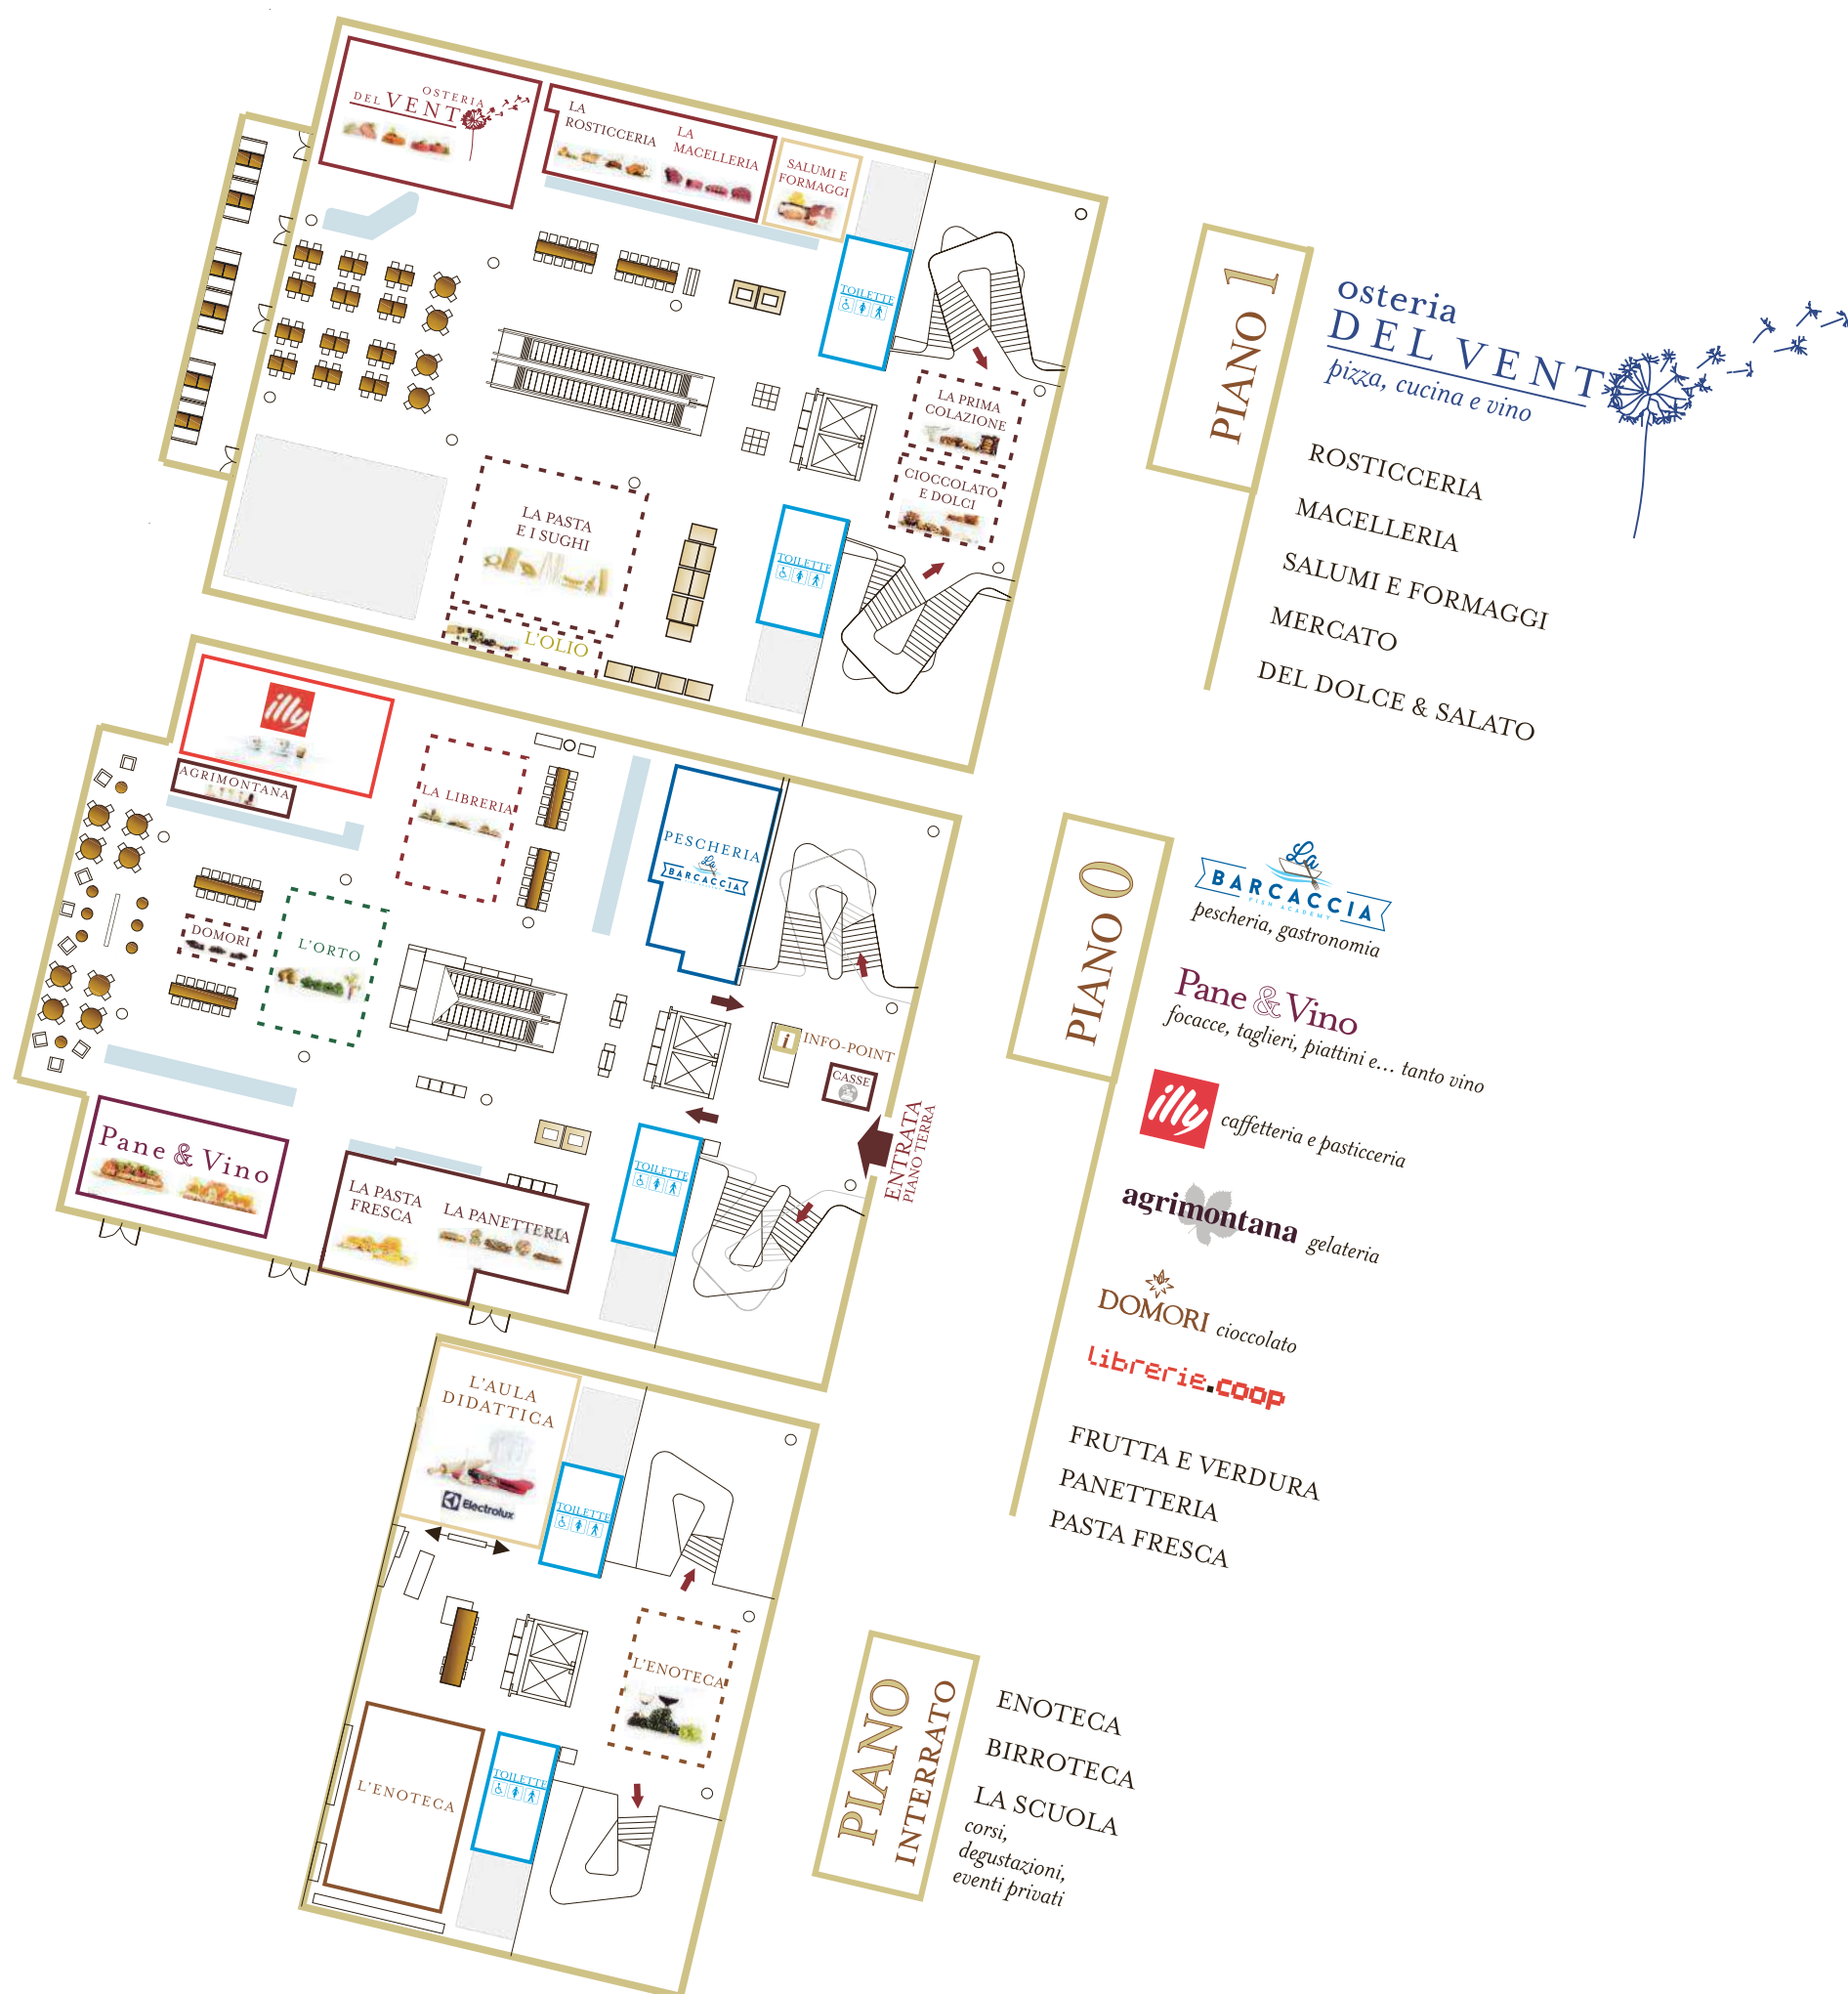 OSTERIA
DEL VENTO
LA
ROSTICCERIA
LA
MACELLERIA
SALUMI E
FORMAGGI
TOILETTE
LA PRIMA
COLAZIONE
CIOCCOLATO
E DOLCI
LA PASTA
E I SUGHI
L'OLIO
TOILETTE
PIANO 1
osteria
DEL VENTO
pizza, cucina e vino
ROSTICCERIA
MACELLERIA
SALUMI E FORMAGGI
MERCATO
DEL DOLCE & SALATO
illy
AGRIMONTANA
LA LIBRERIA
PESCHERIA
La
BARCACCIA
DOMORI
L'ORTO
i INFO-POINT
CASSE
ENTRATA
PIANO TERRA
Pane & Vino
LA PASTA
FRESCA
LA PANETTERIA
TOILETTE
PIANO 0
La
BARCACCIA
FISH ACADEMY
pescheria, gastronomia
Pane & Vino
focacce, taglieri, piattini e... tanto vino
illy caffetteria e pasticceria
agrimontana gelateria
DOMORI cioccolato
librerie.coop
FRUTTA E VERDURA
PANETTERIA
PASTA FRESCA
L'AULA
DIDATTICA
Electrolux
TOILETTE
L'ENOTECA
L'ENOTECA
TOILETTE
PIANO
INTERRATO
ENOTECA
BIRROTECA
LA SCUOLA
corsi,
degustazioni,
eventi privati